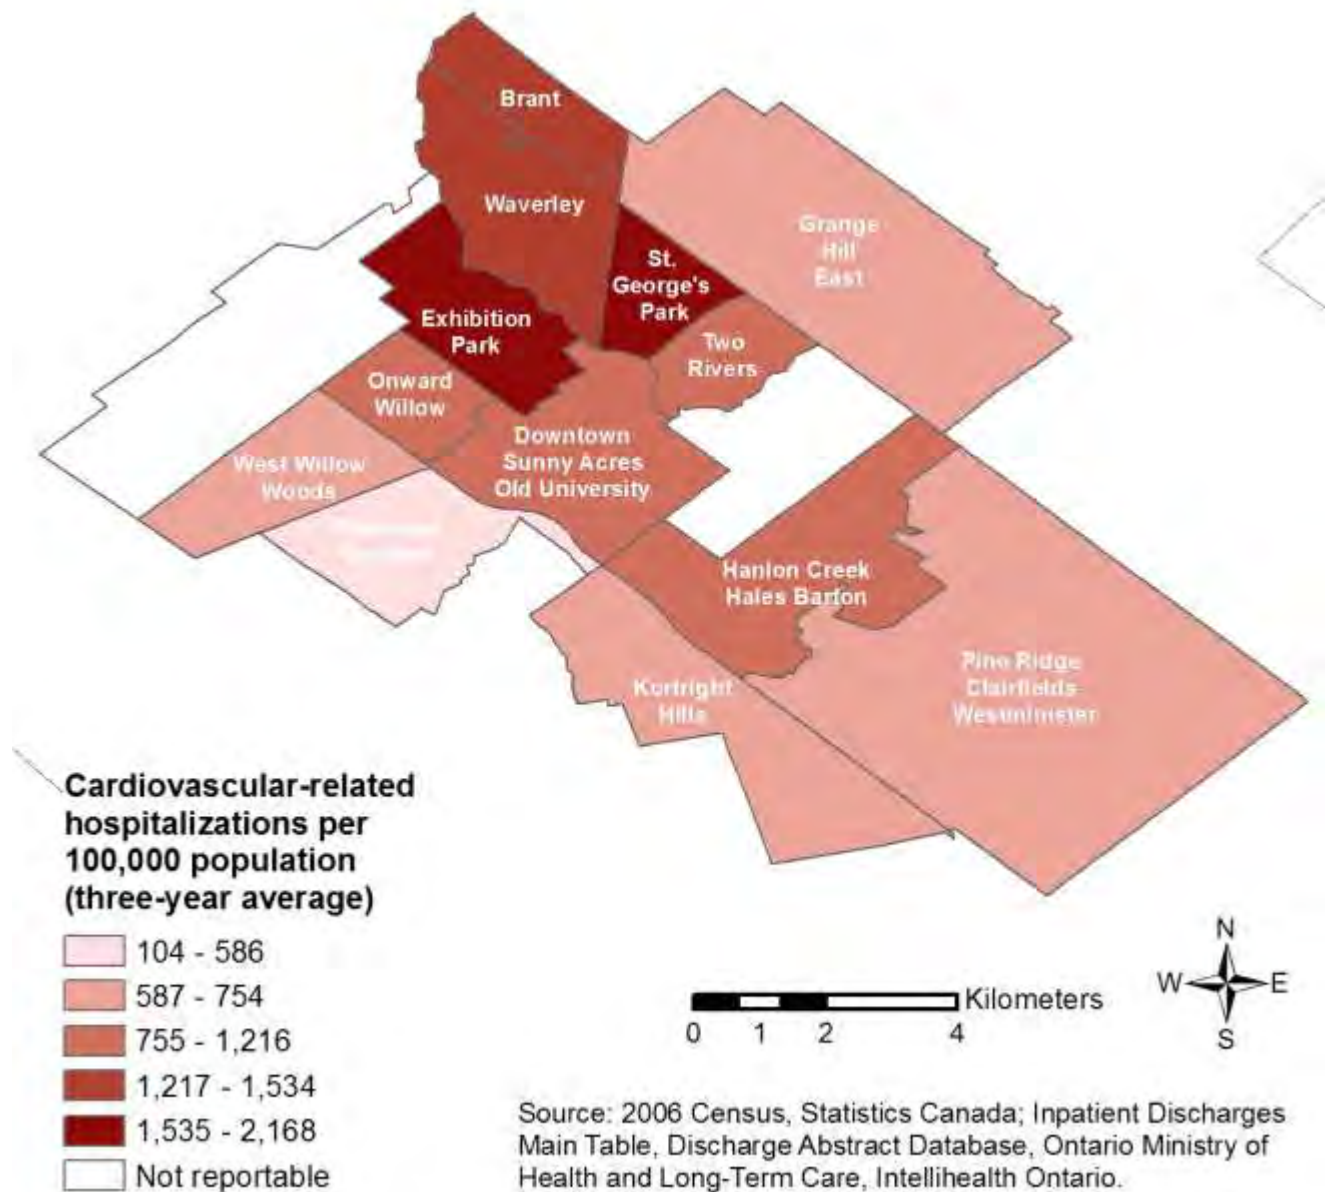 Brant
Waverley
Grange
Hill
East
St.
George's
Park
Exhibition
Park
Two
Rivers
Onward
Willow
Downtown
Sunny Acres
Old University
West Willow
Woods
Hanlon Creek
Hales Barton
Pine Ridge
Clairfields
Westminister
Kortright
Hills
Cardiovascular-related
hospitalizations per
100,000 population
(three-year average)
104 - 586
587 - 754
755 - 1,216
1,217 - 1,534
1,535 - 2,168
Not reportable
N
W E
S
Kilometers
0 1 2 4
Source: 2006 Census, Statistics Canada; Inpatient Discharges
Main Table, Discharge Abstract Database, Ontario Ministry of
Health and Long-Term Care, Intellihealth Ontario.